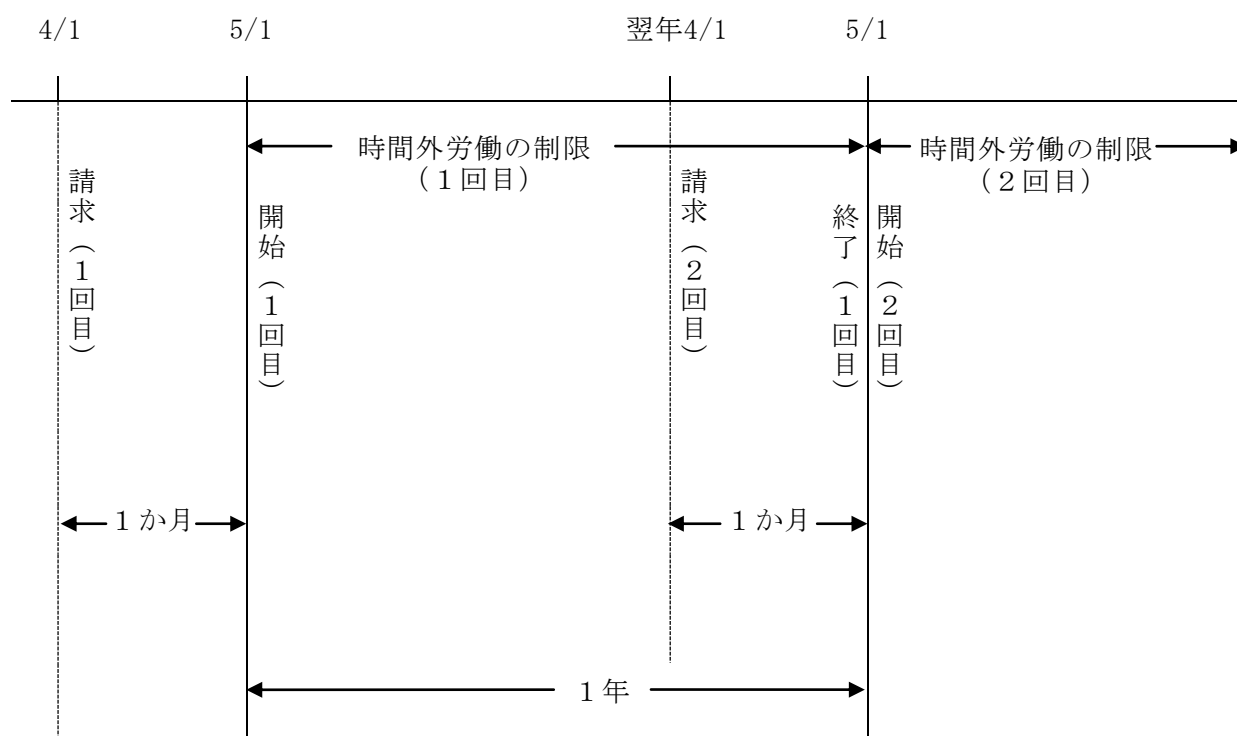 4/1
5/1
翌年4/1
5/1
時間外労働の制限
(1回目)
時間外労働の制限
(2回目)
請求(1回目)
開始(1回目)
請求(2回目)
終了(1回目)
開始(2回目)
1か月
1か月
1年